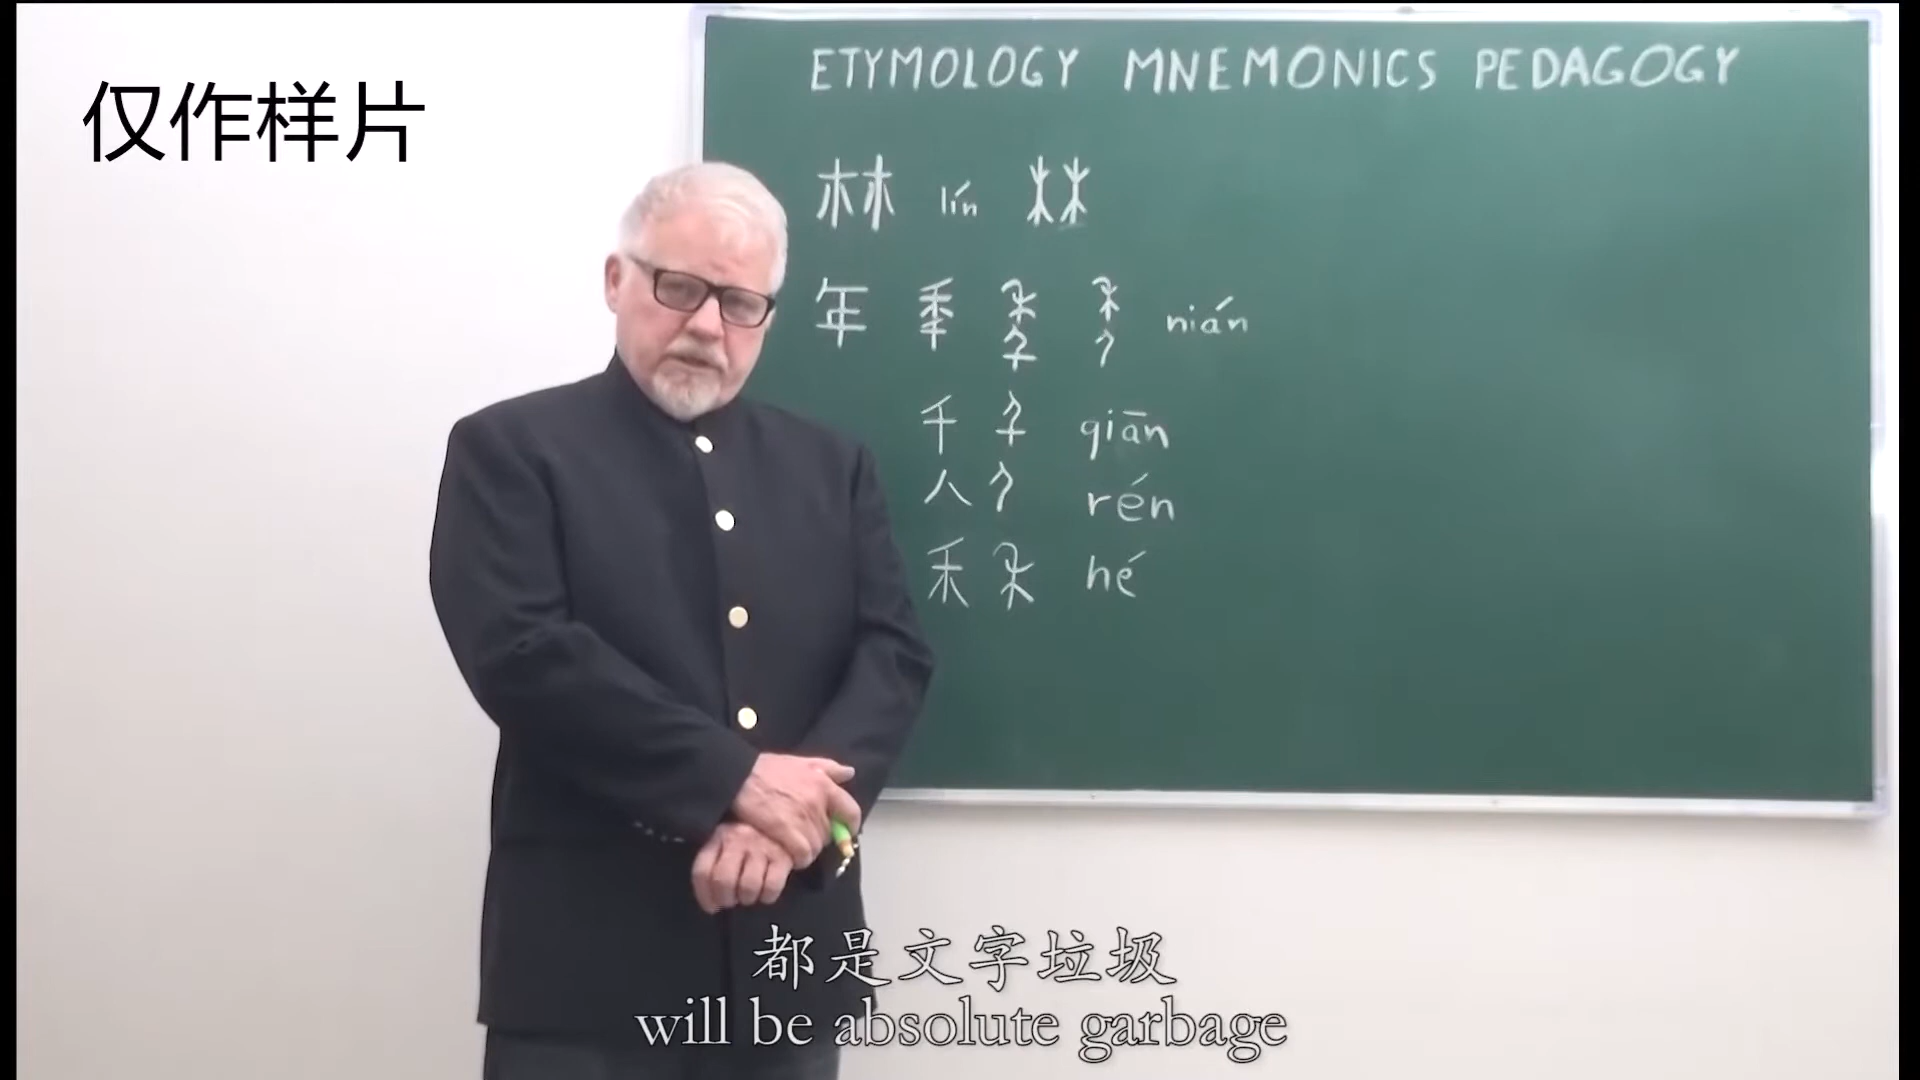 仅作样片
ETYMOLOGY MNEMONICS PEDAGOGY
林 lín
年 秊 nián
千 qiān
人 rén
禾 hé
都是文字垃圾
will be absolute garbage